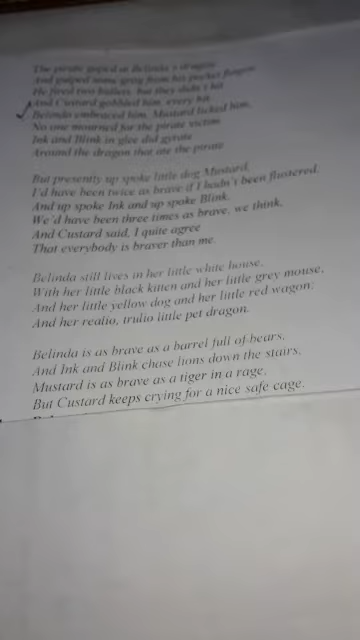 The pirate gaped at Belinda's dragon,
And gulped some grog from his pocket flagon,
He fired two bullets, but they didn't hit,
And Custard gobbled him, every bit.
Belinda embraced him, Mustard licked him,
No one mourned for the pirate victim
Ink and Blink in glee did gyrate
Around the dragon that ate the pirate
But presently up spoke little dog Mustard,
I'd have been twice as brave if I hadn't been flustered.
And up spoke Ink and up spoke Blink,
We'd have been three times as brave, we think,
And Custard said, I quite agree
That everybody is braver than me.
Belinda still lives in her little white house,
With her little black kitten and her little grey mouse,
And her little yellow dog and her little red wagon;
And her realio, trulio little pet dragon.
Belinda is as brave as a barrel full of bears,
And Ink and Blink chase lions down the stairs,
Mustard is as brave as a tiger in a rage,
But Custard keeps crying for a nice safe cage.